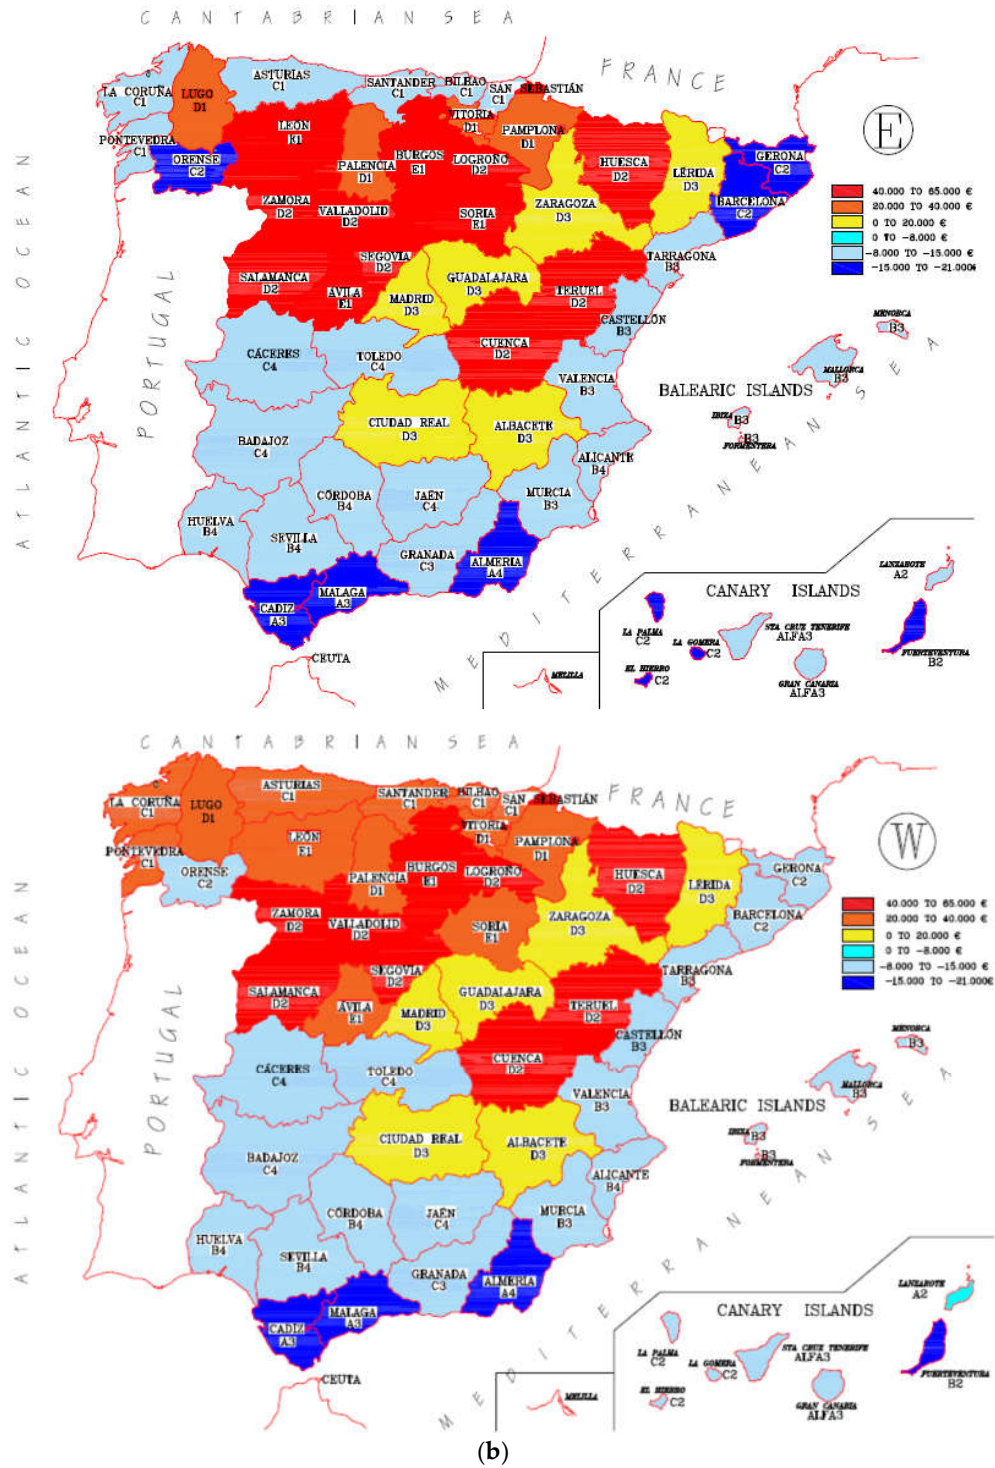 CANTABRIAN SEA
FRANCE
ATLANTIC OCEAN
PORTUGAL
MEDITERRANEAN SEA
E
LA CORUÑA
C1
LUGO
D1
ASTURIAS
C1
SANTANDER
C1
BILBAO
C1
SAN SEBASTIÁN
C1
VITORIA
D1
PAMPLONA
D1
PONTEVEDRA
C1
ORENSE
C2
LEÓN
E1
PALENCIA
D1
BURGOS
E1
LOGROÑO
D2
HUESCA
D2
LÉRIDA
D3
GERONA
C2
BARCELONA
C2
ZAMORA
D2
VALLADOLID
D2
SORIA
E1
ZARAGOZA
D3
SEGOVIA
D2
SALAMANCA
D2
ÁVILA
E1
MADRID
D3
GUADALAJARA
D3
TERUEL
D2
TARRAGONA
B3
CASTELLÓN
B3
CUENCA
D2
CÁCERES
C4
TOLEDO
C4
VALENCIA
B3
CIUDAD REAL
D3
ALBACETE
D3
BADAJOZ
C4
ALICANTE
B4
MURCIA
B3
CÓRDOBA
B4
JAÉN
C4
HUELVA
B4
SEVILLA
B4
GRANADA
C3
ALMERIA
A4
MALAGA
A3
CADIZ
A3
CEUTA
MELILLA
40.000 TO 65.000 €
20.000 TO 40.000 €
0 TO 20.000 €
0 TO -8.000 €
-8.000 TO -15.000 €
-15.000 TO -21.000€
MENORCA
B3
MALLORCA
B3
BALEARIC ISLANDS
IBIZA
B3
B3
FORMENTERA
CANARY ISLANDS
LANZAROTE
A2
LA PALMA
C2
LA GOMERA
C2
STA CRUZ TENERIFE
ALFA3
EL HIERRO
C2
GRAN CANARIA
ALFA3
FUERTEVENTURA
B2
CANTABRIAN SEA
FRANCE
ATLANTIC OCEAN
PORTUGAL
MEDITERRANEAN SEA
W
LA CORUÑA
C1
LUGO
D1
ASTURIAS
C1
SANTANDER
C1
BILBAO
C1
SAN SEBASTIÁN
C1
VITORIA
D1
PAMPLONA
D1
PONTEVEDRA
C1
ORENSE
C2
LEÓN
E1
PALENCIA
D1
BURGOS
E1
LOGROÑO
D2
HUESCA
D2
LÉRIDA
D3
GERONA
C2
BARCELONA
C2
ZAMORA
D2
VALLADOLID
D2
SORIA
E1
ZARAGOZA
D3
SEGOVIA
D2
SALAMANCA
D2
ÁVILA
E1
MADRID
D3
GUADALAJARA
D3
TERUEL
D2
TARRAGONA
B3
CASTELLÓN
B3
CUENCA
D2
CÁCERES
C4
TOLEDO
C4
VALENCIA
B3
CIUDAD REAL
D3
ALBACETE
D3
BADAJOZ
C4
ALICANTE
B4
MURCIA
B3
CÓRDOBA
B4
JAÉN
C4
HUELVA
B4
SEVILLA
B4
GRANADA
C3
ALMERIA
A4
MALAGA
A3
CADIZ
A3
CEUTA
MELILLA
40.000 TO 65.000 €
20.000 TO 40.000 €
0 TO 20.000 €
0 TO -8.000 €
-8.000 TO -15.000 €
-15.000 TO -21.000€
MENORCA
B3
MALLORCA
B3
BALEARIC ISLANDS
IBIZA
B3
B3
FORMENTERA
CANARY ISLANDS
LANZAROTE
A2
LA PALMA
C2
LA GOMERA
C2
STA CRUZ TENERIFE
ALFA3
EL HIERRO
C2
GRAN CANARIA
ALFA3
FUERTEVENTURA
B2
(b)